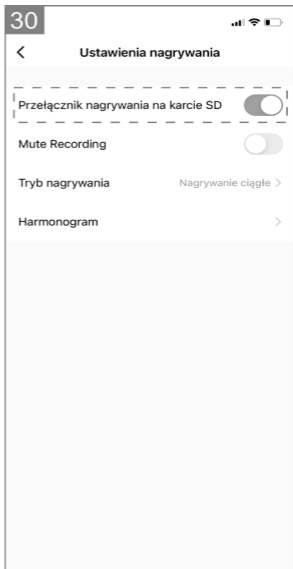 30
Ustawienia nagrywania
Przełącznik nagrywania na karcie SD
Mute Recording
Tryb nagrywania Nagrywanie ciągłe >
Harmonogram >